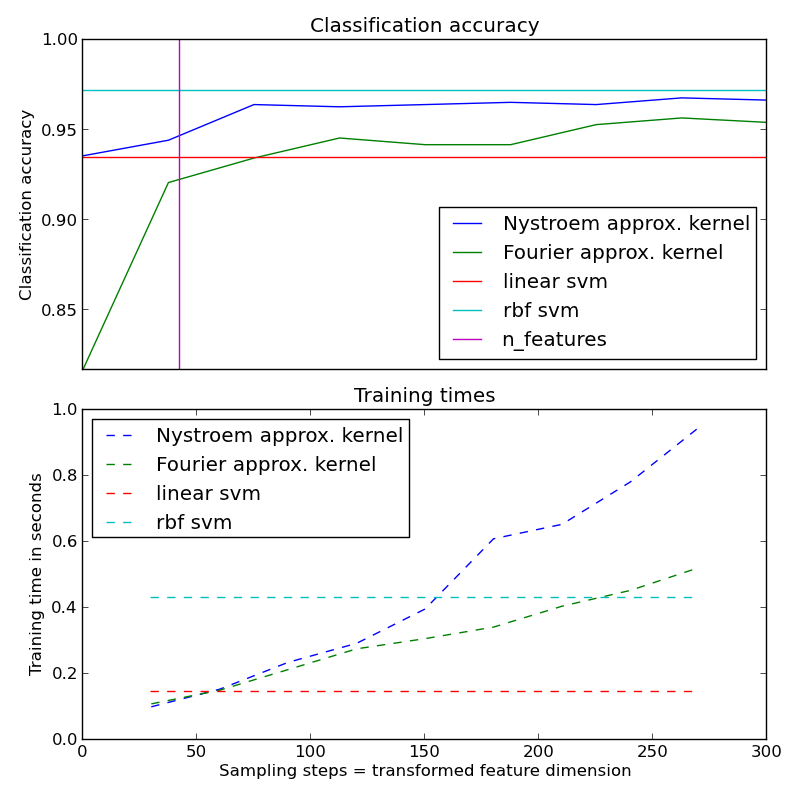 Classification accuracy
1.00
0.95
0.90
0.85
Classification accuracy
Nystroem approx. kernel
Fourier approx. kernel
linear svm
rbf svm
n_features
Training times
1.0
0.8
0.6
0.4
0.2
0.0
Training time in seconds
Nystroem approx. kernel
Fourier approx. kernel
linear svm
rbf svm
0 50 100 150 200 250 300
Sampling steps = transformed feature dimension